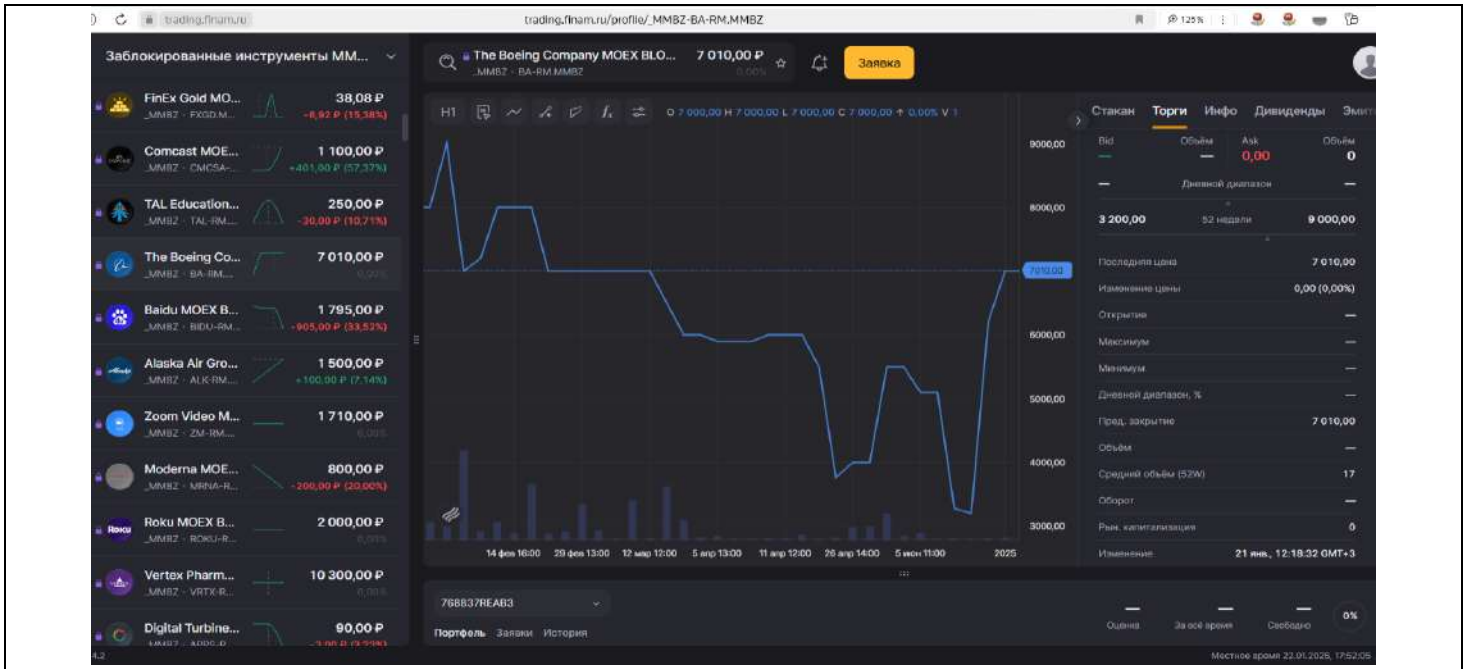 trading.finam.ru
trading.finam.ru/profile/_MMBZ-BA-RM.MMBZ
125%
Заблокированные инструменты MM...
The Boeing Company MOEX BLO...
7 010,00 ₽
_MMBZ - BA-RM.MMBZ
0,00%
Заявка
FinEx Gold MO...
38,08 ₽
_MMBZ - FXGD.M...
-6,92 ₽ (15,38%)
Comcast MOE...
1 100,00 ₽
_MMBZ - CMCSA-...
+401,00 ₽ (57,37%)
TAL Education...
250,00 ₽
_MMBZ - TAL-RM....
-30,00 ₽ (10,71%)
The Boeing Co...
7 010,00 ₽
_MMBZ - BA-RM....
0,00%
Baidu MOEX B...
1 795,00 ₽
_MMBZ - BIDU-RM...
-905,00 ₽ (33,52%)
Alaska Air Gro...
1 500,00 ₽
_MMBZ - ALK-RM....
+100,00 ₽ (7,14%)
Zoom Video M...
1 710,00 ₽
_MMBZ - ZM-RM....
0,00%
Moderna MOE...
800,00 ₽
_MMBZ - MRNA-R...
-200,00 ₽ (20,00%)
Roku MOEX B...
2 000,00 ₽
_MMBZ - ROKU-R...
0,00%
Vertex Pharm...
10 300,00 ₽
_MMBZ - VRTX-R...
0,00%
Digital Turbine...
90,00 ₽
H1
O 7 000,00 H 7 000,00 L 7 000,00 C 7 000,00 0,00% V 1
9000,00
8000,00
7010,00
6000,00
5000,00
4000,00
3000,00
14 фев 16:00 29 фев 13:00 12 мар 12:00 5 апр 13:00 11 апр 12:00 26 апр 14:00 5 июн 11:00 2025
Стакан Торги Инфо Дивиденды Эмит
Bid Объём Ask Объём
— — 0,00 0
— Дневной диапазон —
3 200,00 52 недели 9 000,00
Последняя цена 7 010,00
Изменение цены 0,00 (0,00%)
Открытие —
Максимум —
Минимум —
Дневной диапазон, % —
Пред. закрытие 7 010,00
Объём —
Средний объём (52W) 17
Оборот —
Рын. капитализация 0
Изменение 21 янв., 12:18:32 GMT+3
768837REAB3
Портфель Заявки История
— — —
Оценка За всё время Свободно
0%
4.2
Местное время 22.01.2025, 17:52:05